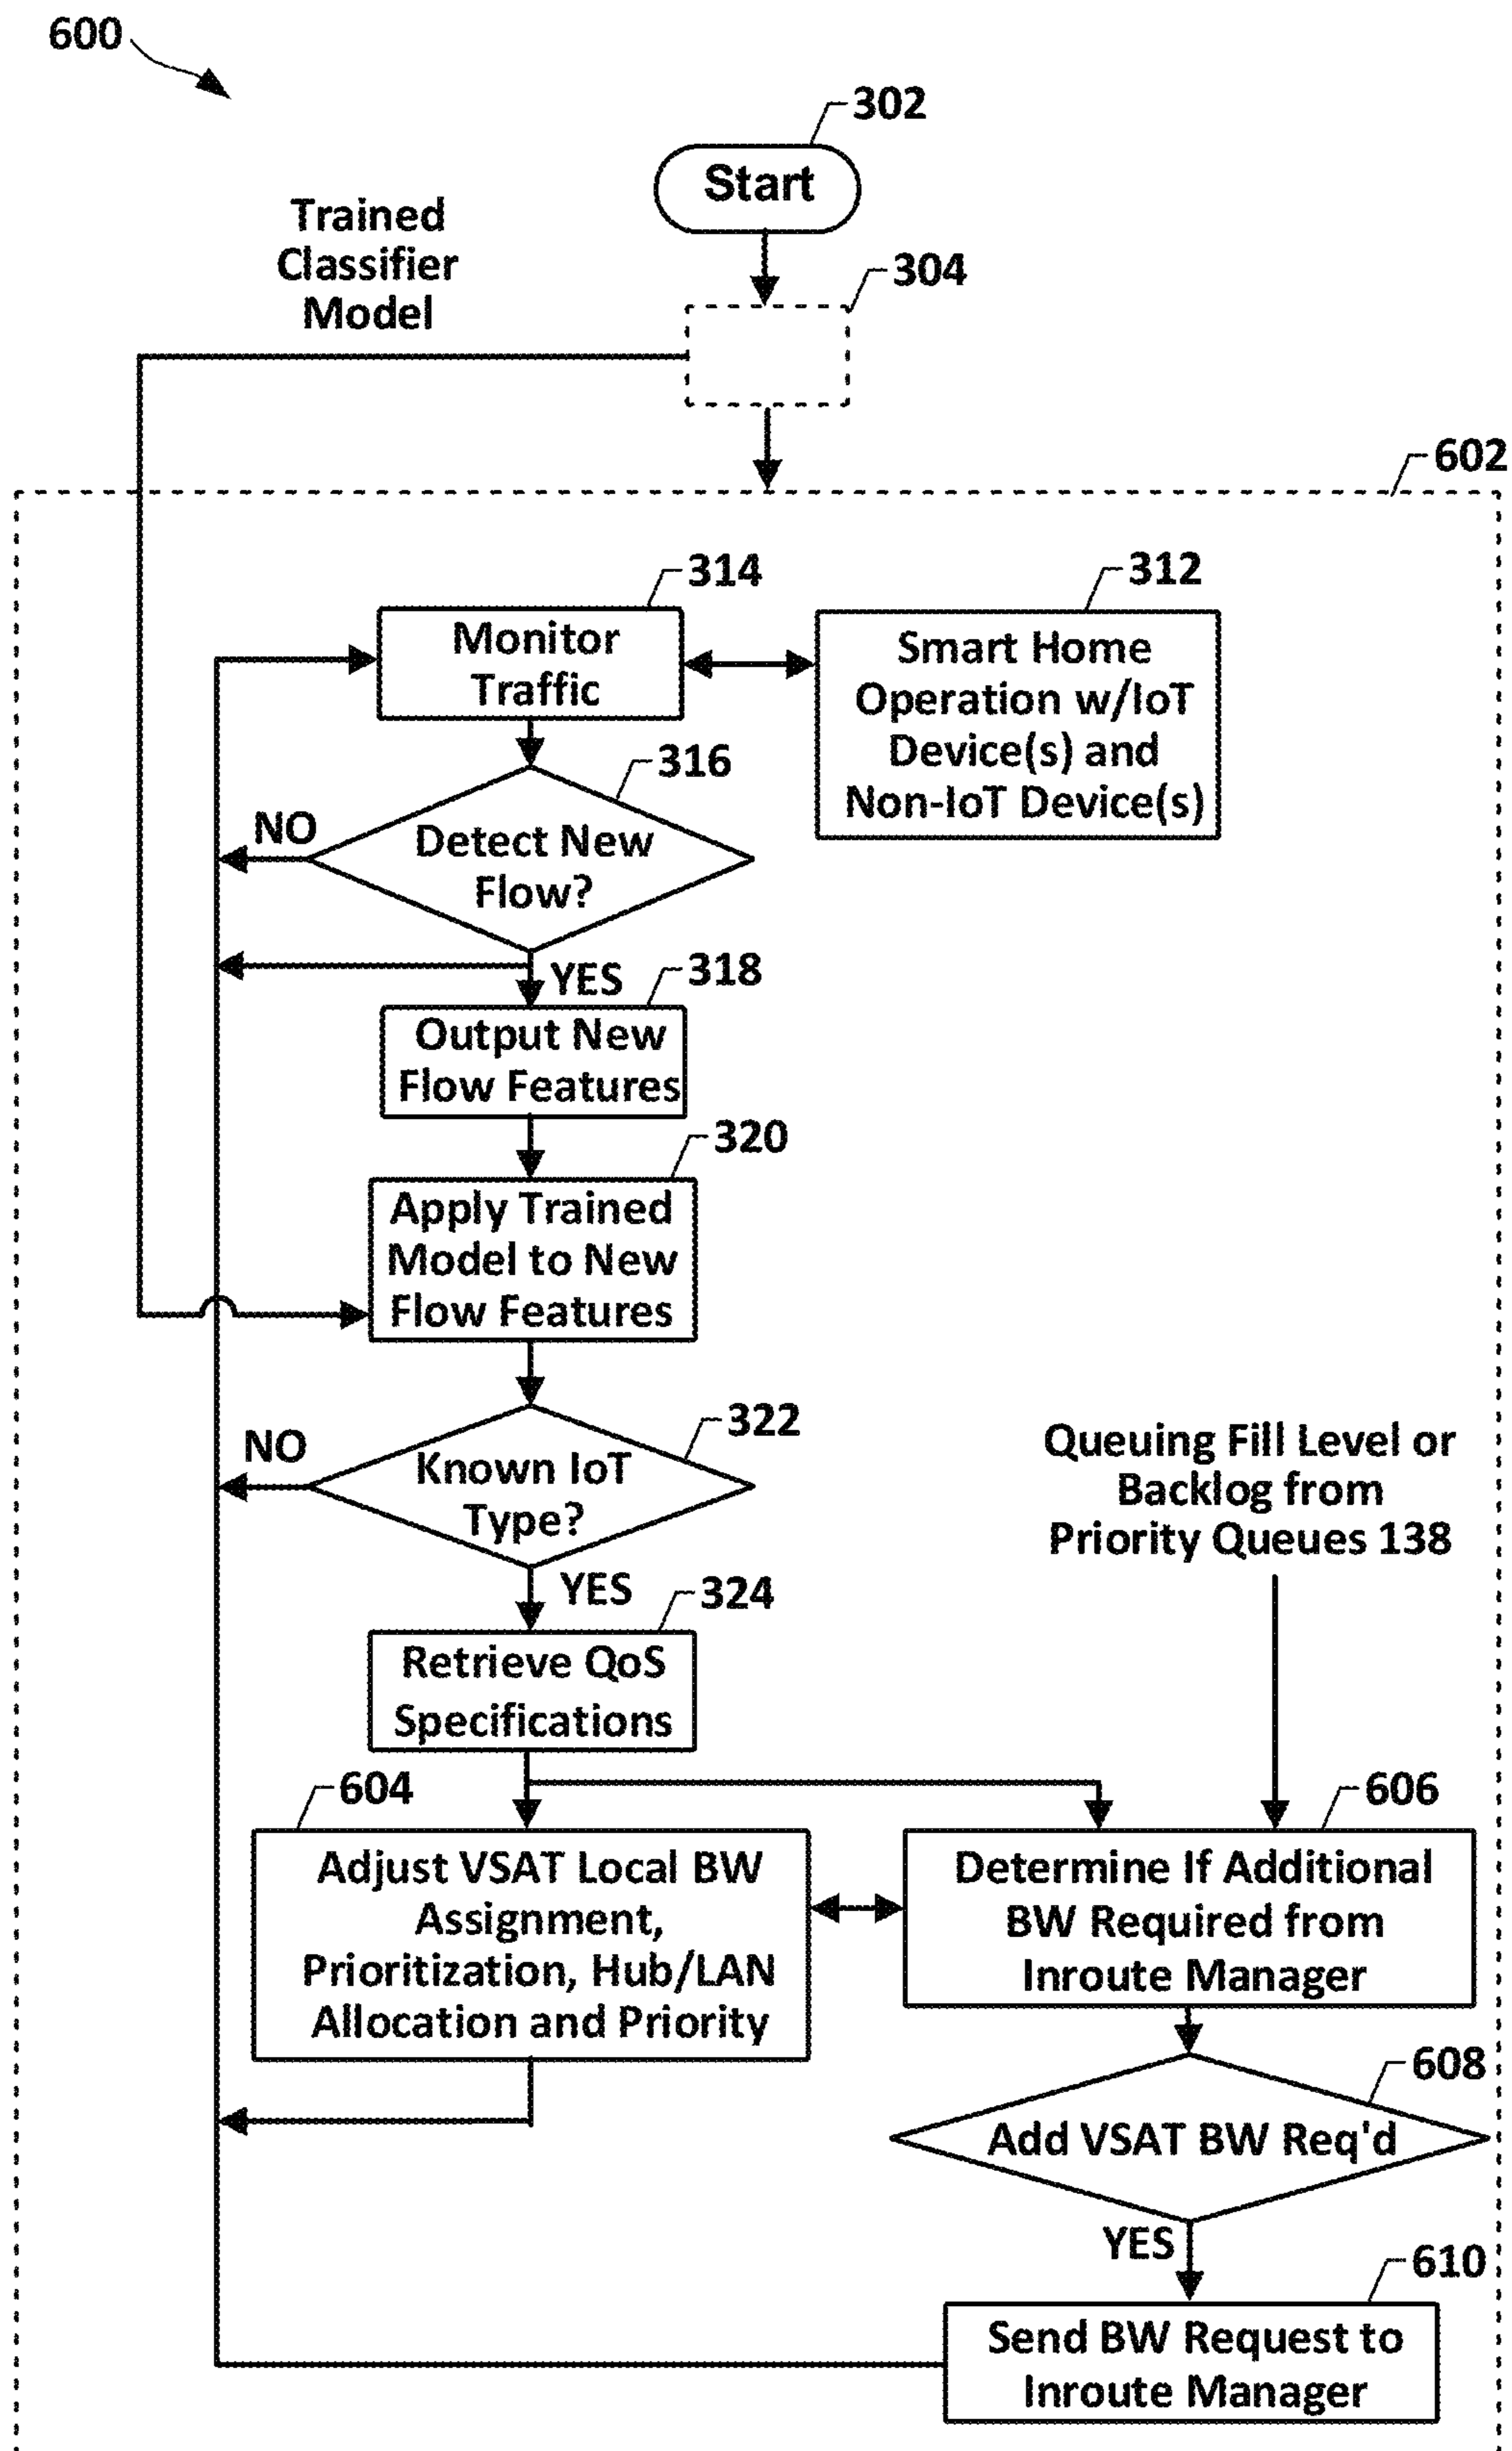 600
302
Start
Trained
Classifier
Model
304
602
314
Monitor
Traffic
312
Smart Home
Operation w/IoT
Device(s) and
Non-IoT Device(s)
316
NO
Detect New
Flow?
YES
318
Output New
Flow Features
320
Apply Trained
Model to New
Flow Features
322
NO
Known IoT
Type?
YES
Queuing Fill Level or
Backlog from
Priority Queues 138
324
Retrieve QoS
Specifications
604
Adjust VSAT Local BW
Assignment,
Prioritization, Hub/LAN
Allocation and Priority
606
Determine If Additional
BW Required from
Inroute Manager
608
Add VSAT BW Req'd
YES
610
Send BW Request to
Inroute Manager